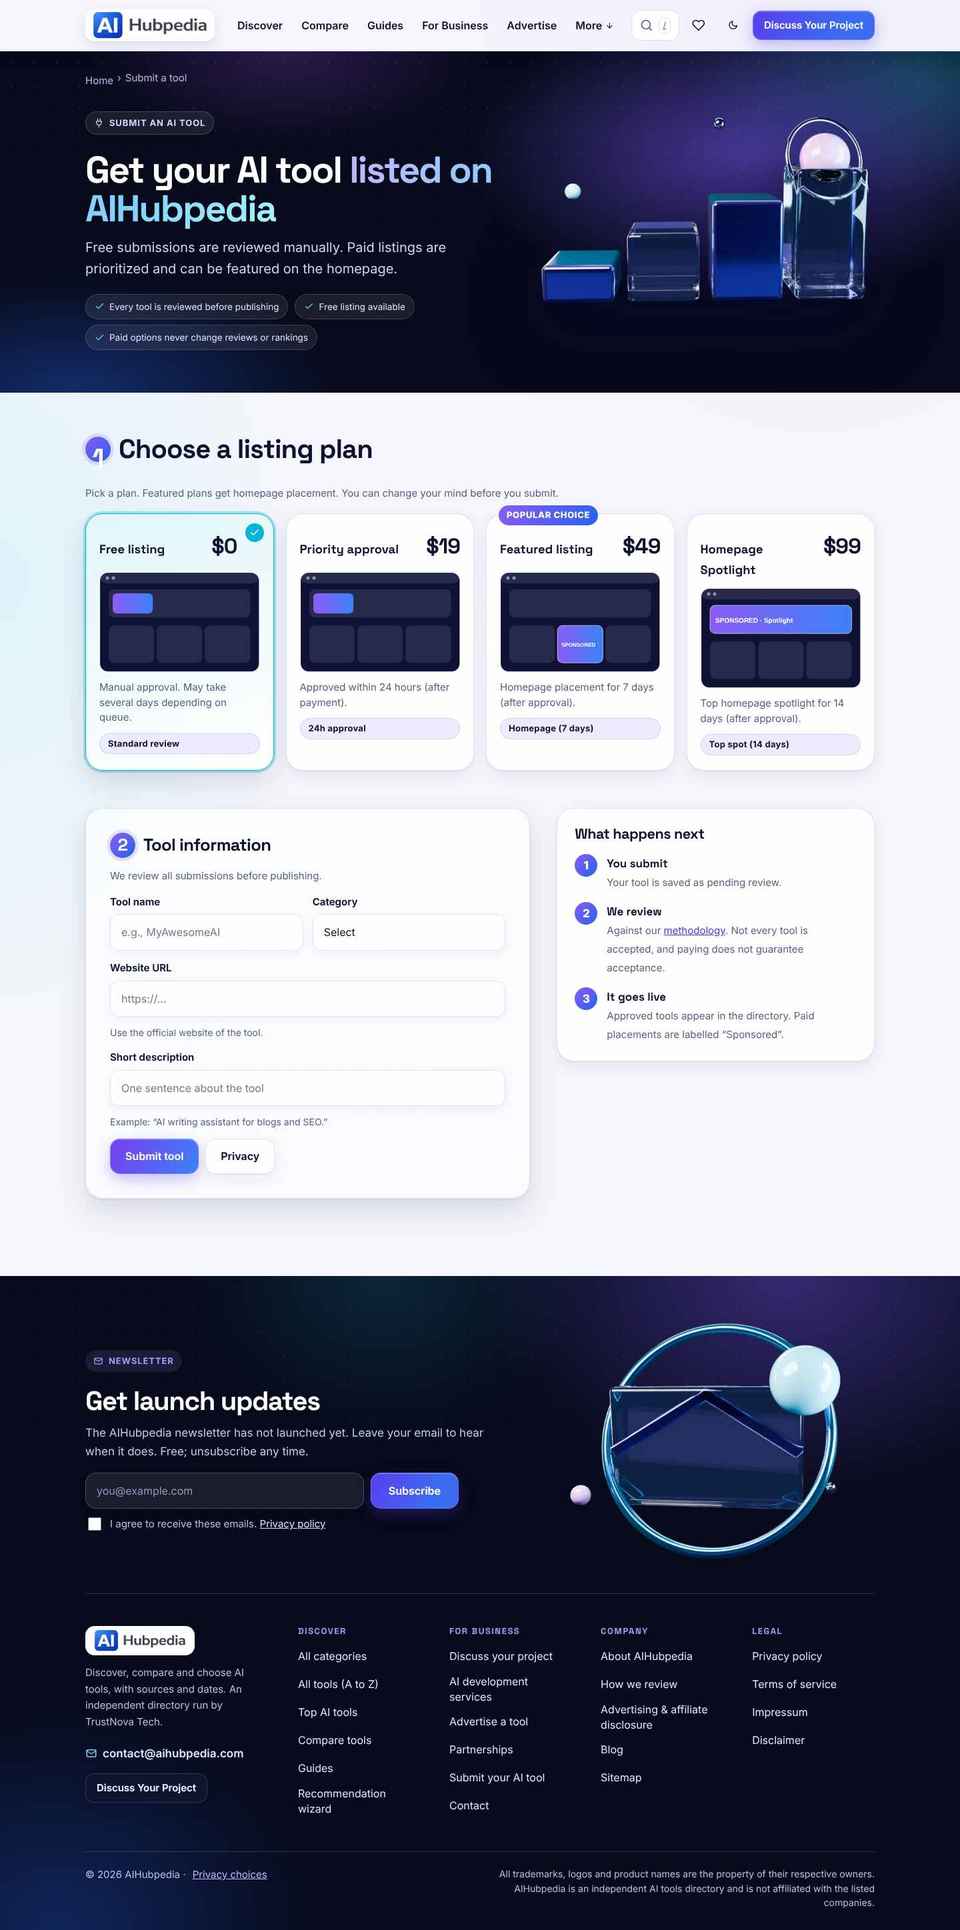 AI Hubpedia
Discover
Compare
Guides
For Business
Advertise
More ↓
/
Discuss Your Project
Home › Submit a tool
SUBMIT AN AI TOOL
Get your AI tool listed on
AIHubpedia
Free submissions are reviewed manually. Paid listings are
prioritized and can be featured on the homepage.
Every tool is reviewed before publishing
Free listing available
Paid options never change reviews or rankings
1 Choose a listing plan
Pick a plan. Featured plans get homepage placement. You can change your mind before you submit.
Free listing $0
Manual approval. May take
several days depending on
queue.
Standard review
Priority approval $19
Approved within 24 hours (after
payment).
24h approval
POPULAR CHOICE
Featured listing $49
SPONSORED
Homepage placement for 7 days
(after approval).
Homepage (7 days)
Homepage
Spotlight
$99
SPONSORED · Spotlight
Top homepage spotlight for 14
days (after approval).
Top spot (14 days)
2 Tool information
We review all submissions before publishing.
Tool name
e.g., MyAwesomeAI
Category
Select
Website URL
https://...
Use the official website of the tool.
Short description
One sentence about the tool
Example: “AI writing assistant for blogs and SEO.”
Submit tool
Privacy
What happens next
1 You submit
Your tool is saved as pending review.
2 We review
Against our methodology. Not every tool is
accepted, and paying does not guarantee
acceptance.
3 It goes live
Approved tools appear in the directory. Paid
placements are labelled “Sponsored”.
NEWSLETTER
Get launch updates
The AIHubpedia newsletter has not launched yet. Leave your email to hear
when it does. Free; unsubscribe any time.
you@example.com
Subscribe
I agree to receive these emails. Privacy policy
AI Hubpedia
Discover, compare and choose AI
tools, with sources and dates. An
independent directory run by
TrustNova Tech.
contact@aihubpedia.com
Discuss Your Project
DISCOVER
All categories
All tools (A to Z)
Top AI tools
Compare tools
Guides
Recommendation
wizard
FOR BUSINESS
Discuss your project
AI development
services
Advertise a tool
Partnerships
Submit your AI tool
Contact
COMPANY
About AIHubpedia
How we review
Advertising & affiliate
disclosure
Blog
Sitemap
LEGAL
Privacy policy
Terms of service
Impressum
Disclaimer
© 2026 AIHubpedia · Privacy choices
All trademarks, logos and product names are the property of their respective owners.
AIHubpedia is an independent AI tools directory and is not affiliated with the listed
companies.